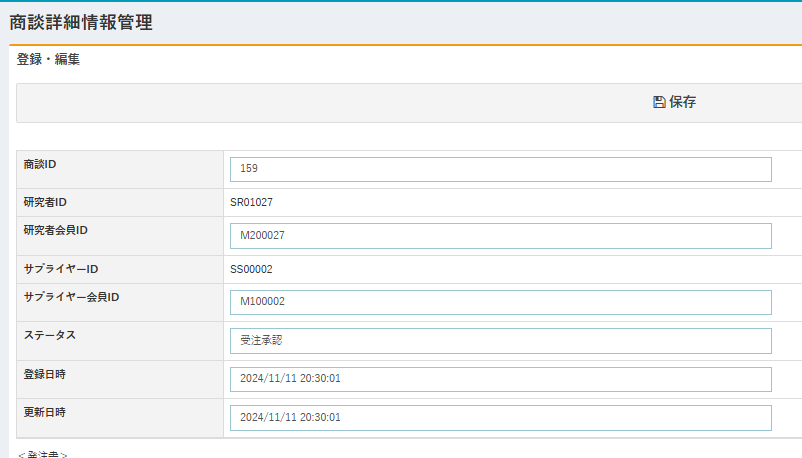 商談詳細情報管理
登録・編集
保存
商談ID 159
研究者ID SR01027
研究者会員ID M200027
サプライヤーID SS00002
サプライヤー会員ID M100002
ステータス 受注承認
登録日時 2024/11/11 20:30:01
更新日時 2024/11/11 20:30:01
＜発注書＞